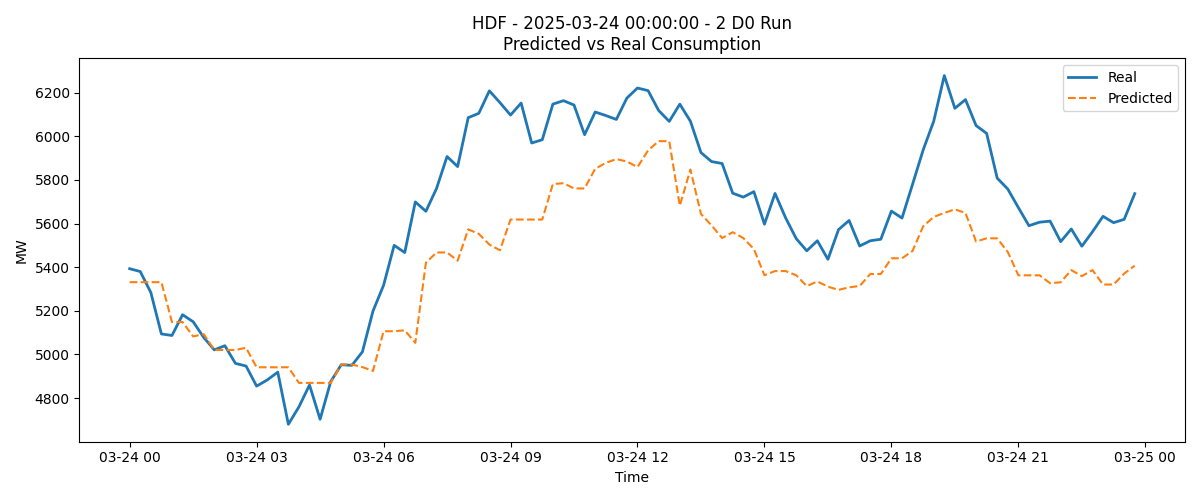 HDF - 2025-03-24 00:00:00 - 2 D0 Run
Predicted vs Real Consumption
Real
Predicted
MW
6200
6000
5800
5600
5400
5200
5000
4800
03-24 00
03-24 03
03-24 06
03-24 09
03-24 12
03-24 15
03-24 18
03-24 21
03-25 00
Time